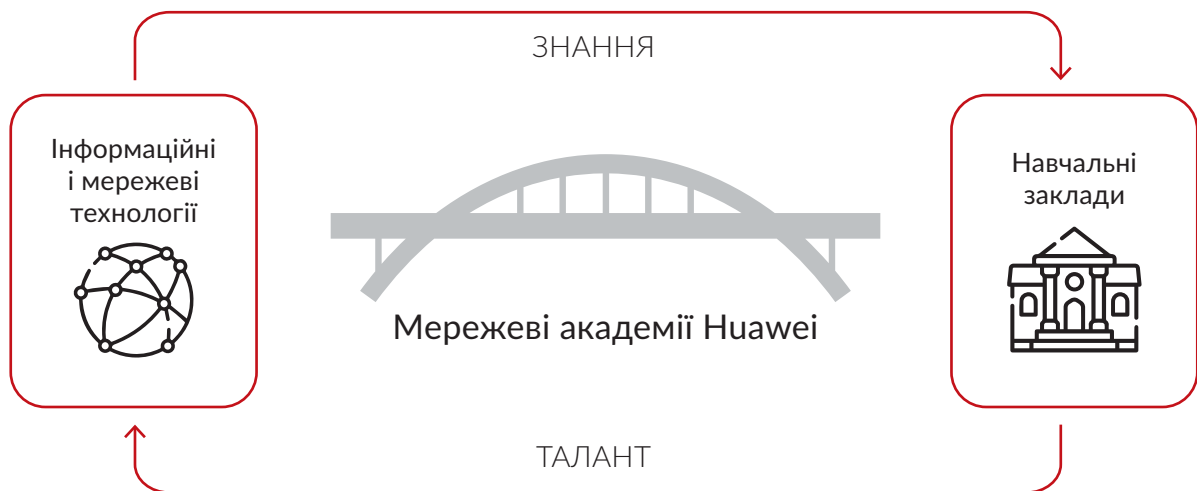 ЗНАННЯ
Інформаційні
і мережеві
технології
Навчальні
заклади
Мережеві академії Huawei
ТАЛАНТ